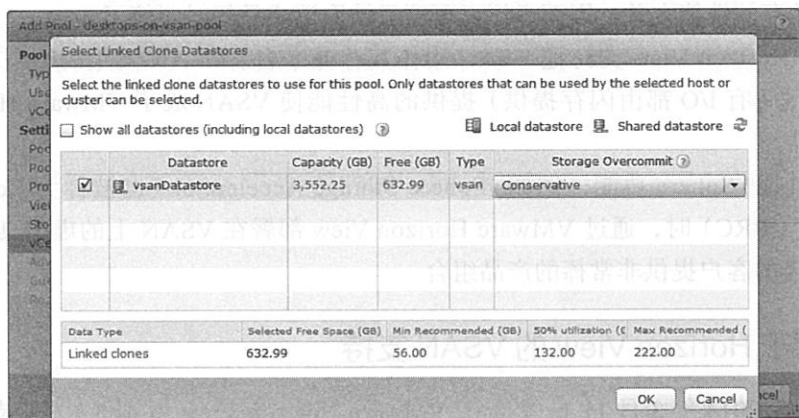 Add Pool - desktops-on-vsan-pool
Pool
Select Linked Clone Datastores
Select the linked clone datastores to use for this pool. Only datastores that can be used by the selected host or
cluster can be selected.
Setti
Show all datastores (including local datastores)
Local datastore
Shared datastore
Datastore Capacity (GB) Free (GB) Type Storage Overcommit
vsanDatastore 3,552.25 632.99 vsan Conservative
Data Type Selected Free Space (GB) Min Recommended (GB) 50% utilization (G Max Recommended (
Linked clones 632.99 56.00 132.00 222.00
OK Cancel